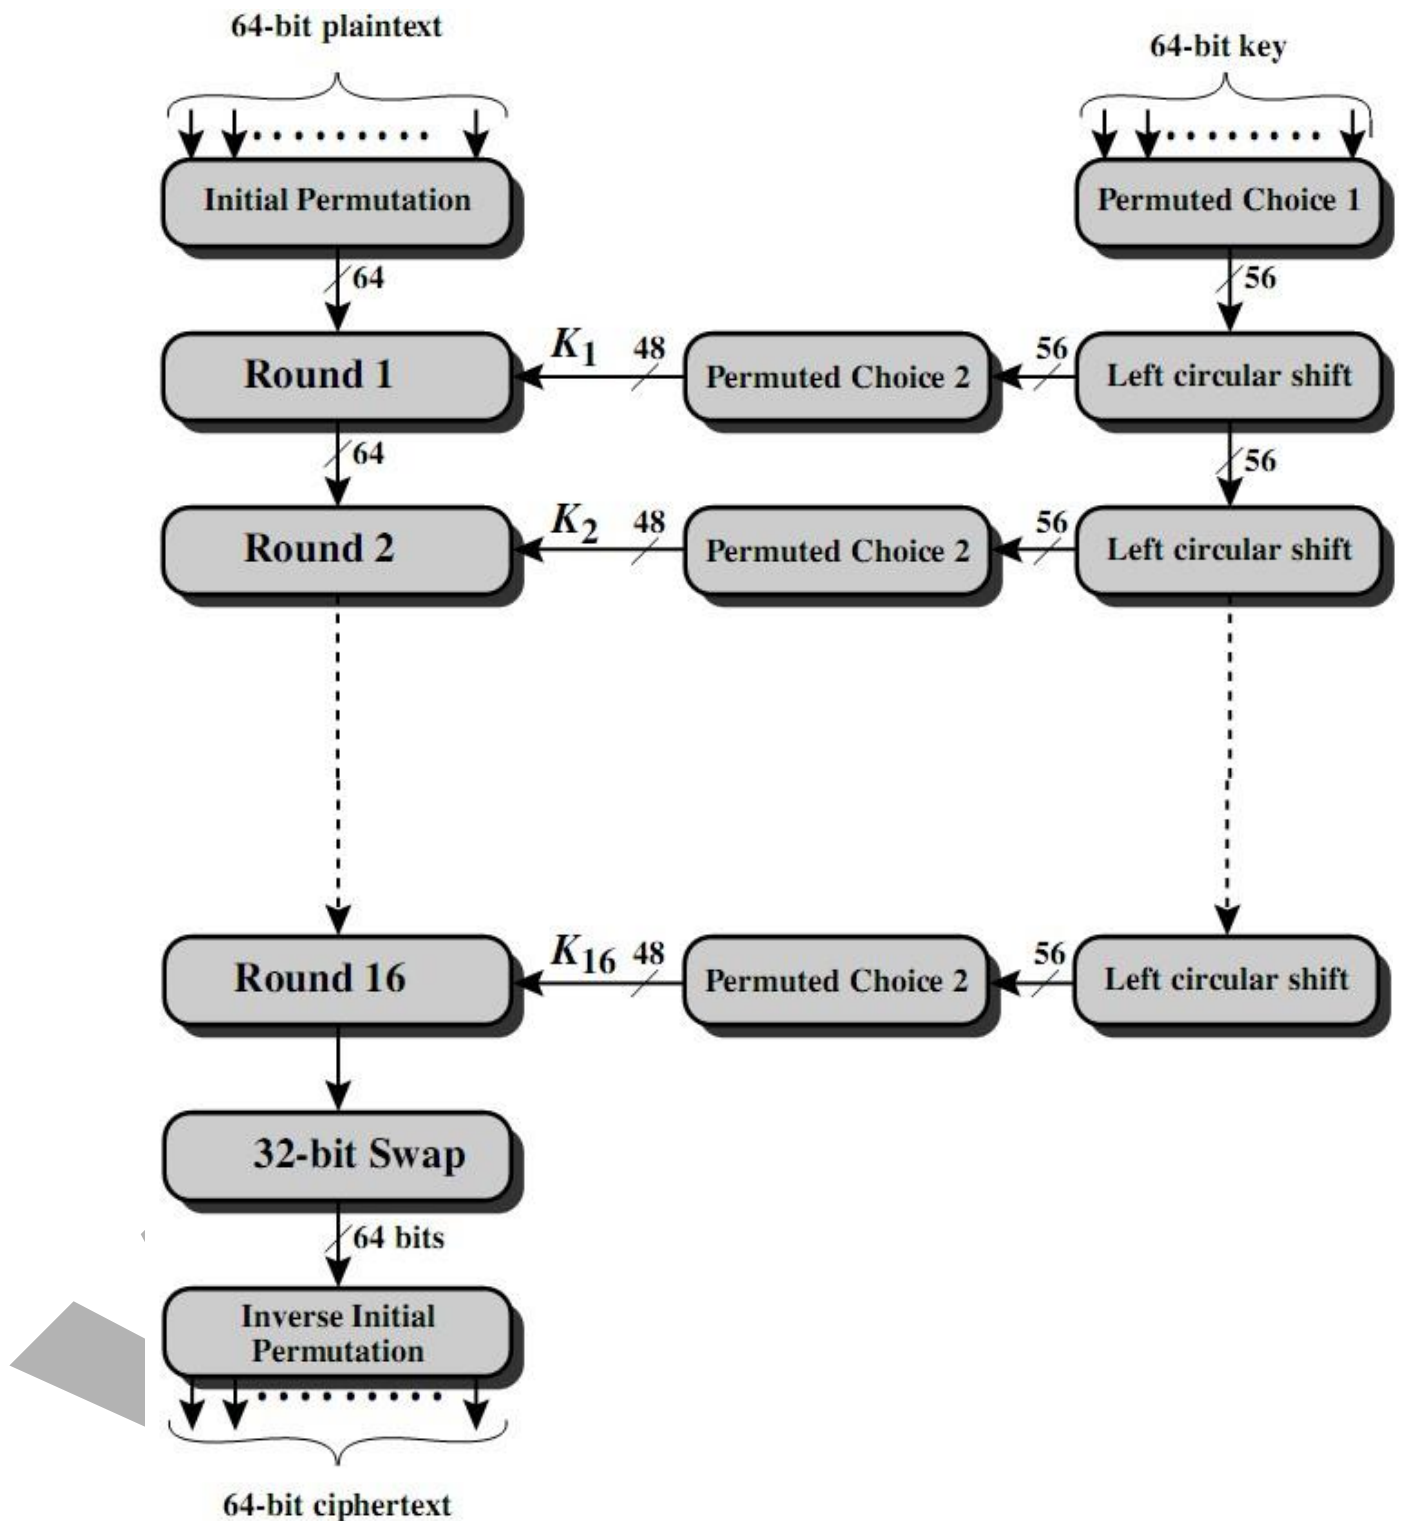 64-bit plaintext
64-bit key
Initial Permutation
Permuted Choice 1
64
56
Round 1
K1
48
Permuted Choice 2
56
Left circular shift
64
56
Round 2
K2
48
Permuted Choice 2
56
Left circular shift
Round 16
K16
48
Permuted Choice 2
56
Left circular shift
32-bit Swap
64 bits
Inverse Initial
Permutation
64-bit ciphertext